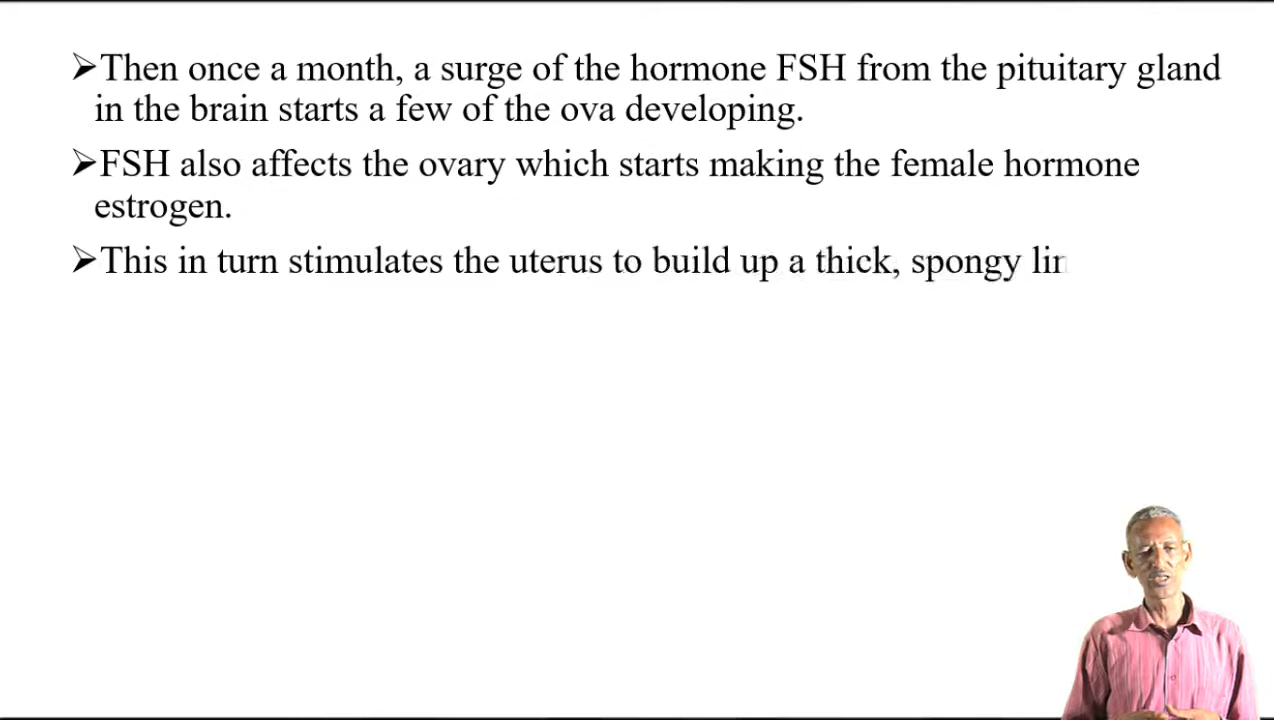 ➢Then once a month, a surge of the hormone FSH from the pituitary gland
in the brain starts a few of the ova developing.
➢FSH also affects the ovary which starts making the female hormone
estrogen.
➢This in turn stimulates the uterus to build up a thick, spongy